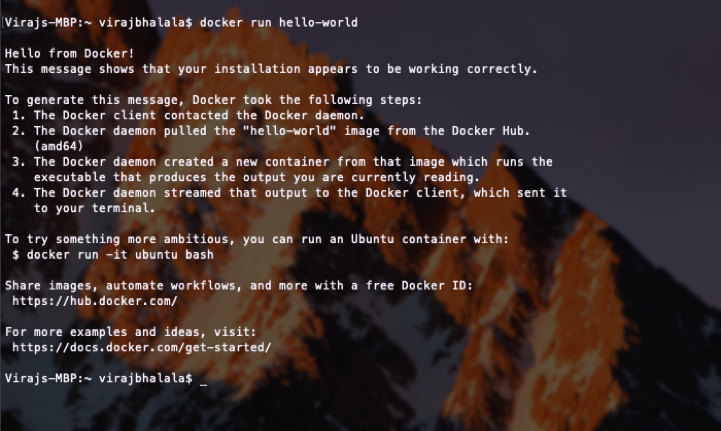 Virajs-MBP:~ virajbhalala$ docker run hello-world
Hello from Docker!
This message shows that your installation appears to be working correctly.
To generate this message, Docker took the following steps:
1. The Docker client contacted the Docker daemon.
2. The Docker daemon pulled the "hello-world" image from the Docker Hub.
(amd64)
3. The Docker daemon created a new container from that image which runs the
executable that produces the output you are currently reading.
4. The Docker daemon streamed that output to the Docker client, which sent it
to your terminal.
To try something more ambitious, you can run an Ubuntu container with:
$ docker run -it ubuntu bash
Share images, automate workflows, and more with a free Docker ID:
https://hub.docker.com/
For more examples and ideas, visit:
https://docs.docker.com/get-started/
Virajs-MBP:~ virajbhalala$ _